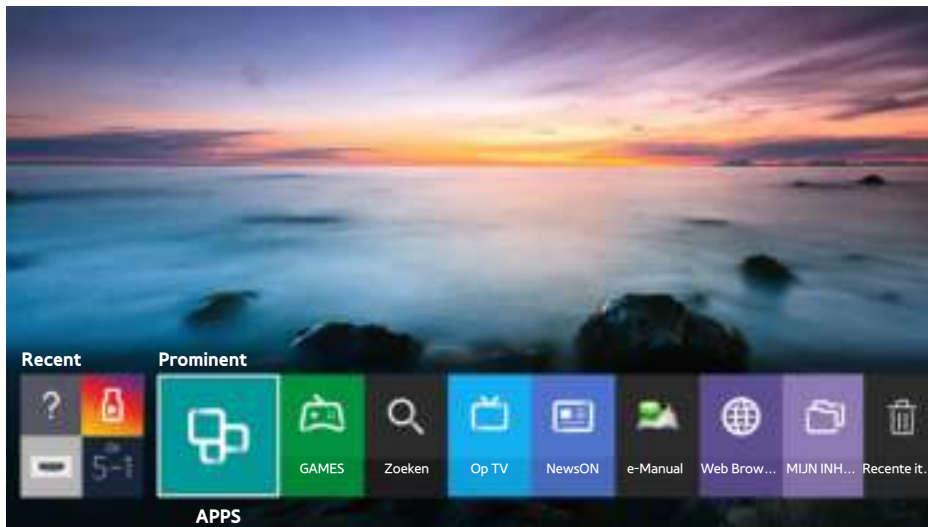 Recent
Prominent
?
5-1
GAMES
Zoeken
Op TV
NewsON
e-Manual
Web Brow...
MIJN INH...
Recente it.
APPS